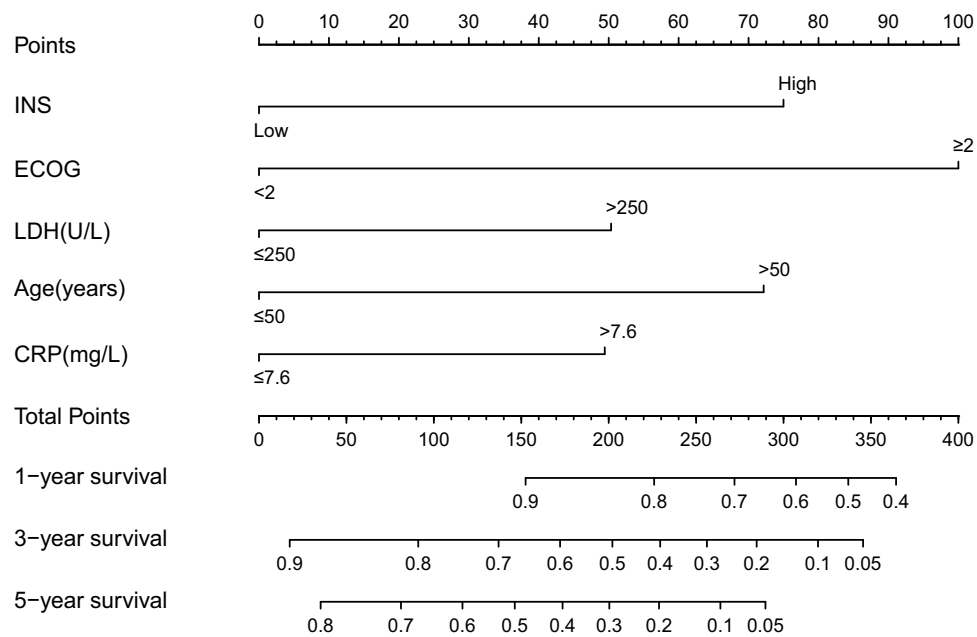 Points 0 10 20 30 40 50 60 70 80 90 100
INS Low High
ECOG <2 ≥2
LDH(U/L) ≤250 >250
Age(years) ≤50 >50
CRP(mg/L) ≤7.6 >7.6
Total Points 0 50 100 150 200 250 300 350 400
1−year survival 0.9 0.8 0.7 0.6 0.5 0.4
3−year survival 0.9 0.8 0.7 0.6 0.5 0.4 0.3 0.2 0.1 0.05
5−year survival 0.8 0.7 0.6 0.5 0.4 0.3 0.2 0.1 0.05